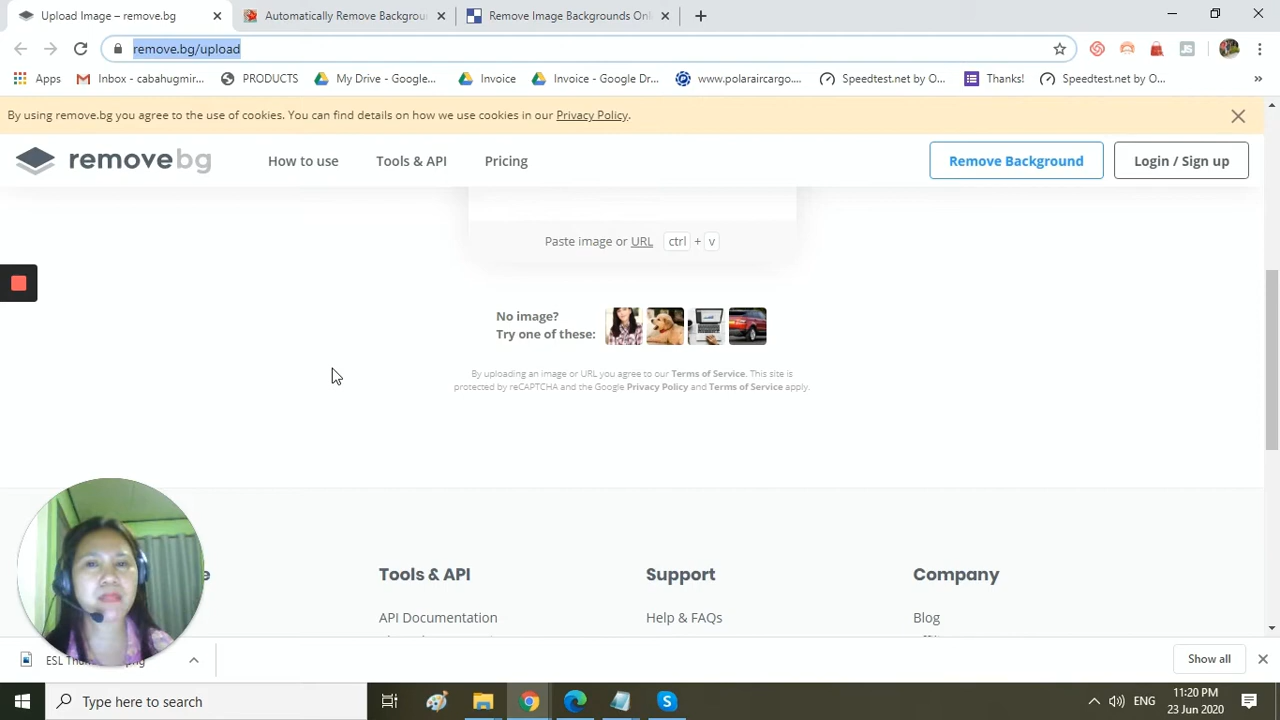 Upload Image – remove.bg
Automatically Remove Backgroun
Remove Image Backgrounds Onl
remove.bg/upload
Apps
Inbox - cabahugmir...
PRODUCTS
My Drive - Google...
Invoice
Invoice - Google Dr...
www.polaraircargo....
Speedtest.net by O...
Thanks!
Speedtest.net by O...
»
By using remove.bg you agree to the use of cookies. You can find details on how we use cookies in our Privacy Policy.
removebg
How to use
Tools & API
Pricing
Remove Background
Login / Sign up
Paste image or URL ctrl + v
No image?
Try one of these:
By uploading an image or URL you agree to our Terms of Service. This site is
protected by reCAPTCHA and the Google Privacy Policy and Terms of Service apply.
Tools & API
Support
Company
API Documentation
Help & FAQs
Blog
Show all
Type here to search
ENG
11:20 PM
23 Jun 2020